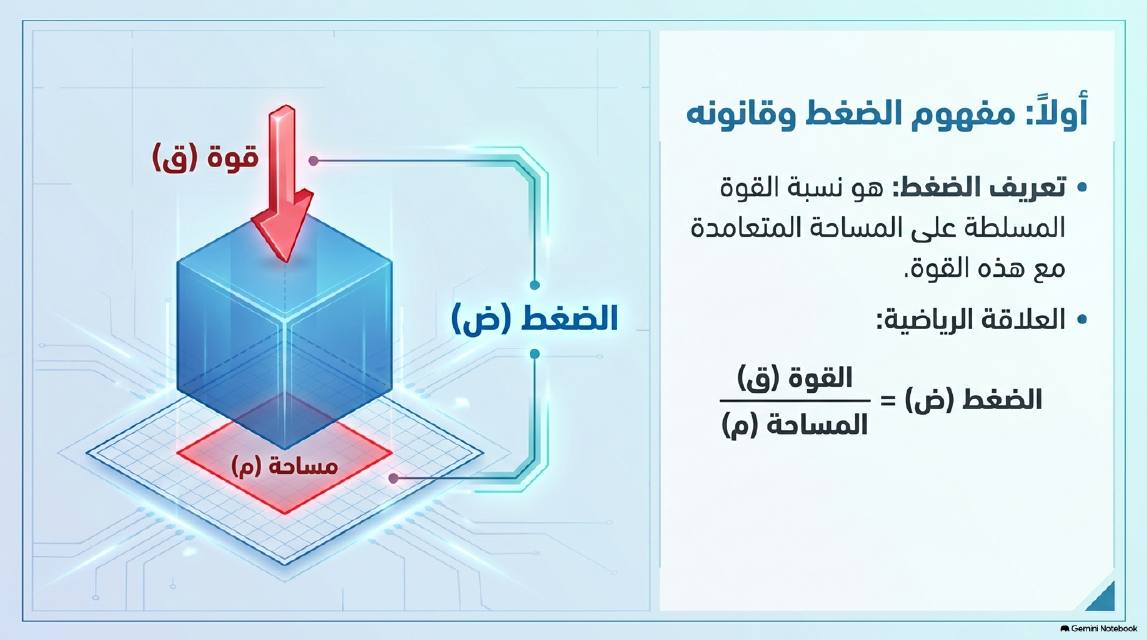 أولاً: مفهوم الضغط وقانونه
• تعريف الضغط: هو نسبة القوة
المسلطة على المساحة المتعامدة
مع هذه القوة.
• العلاقة الرياضية:
الضغط (ض) = القوة (ق)
المساحة (م)
قوة (ق)
الضغط (ض)
مساحة (م)
Gemini Notebook